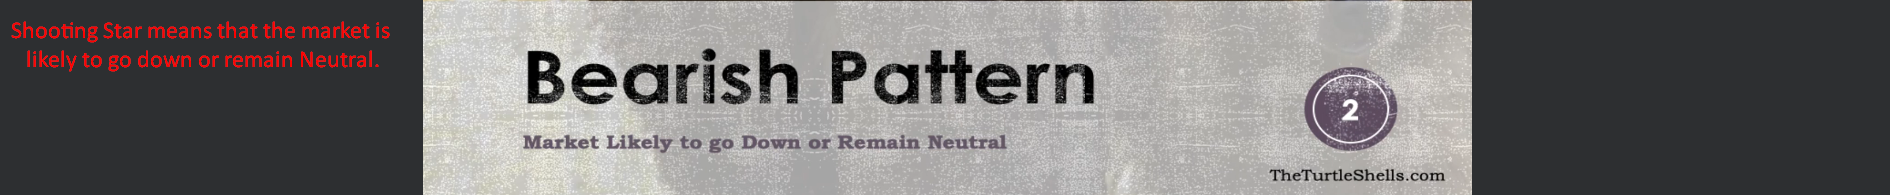 Shooting Star means that the market is
likely to go down or remain Neutral.
Bearish Pattern
Market Likely to go Down or Remain Neutral
2
TheTurtleShells.com